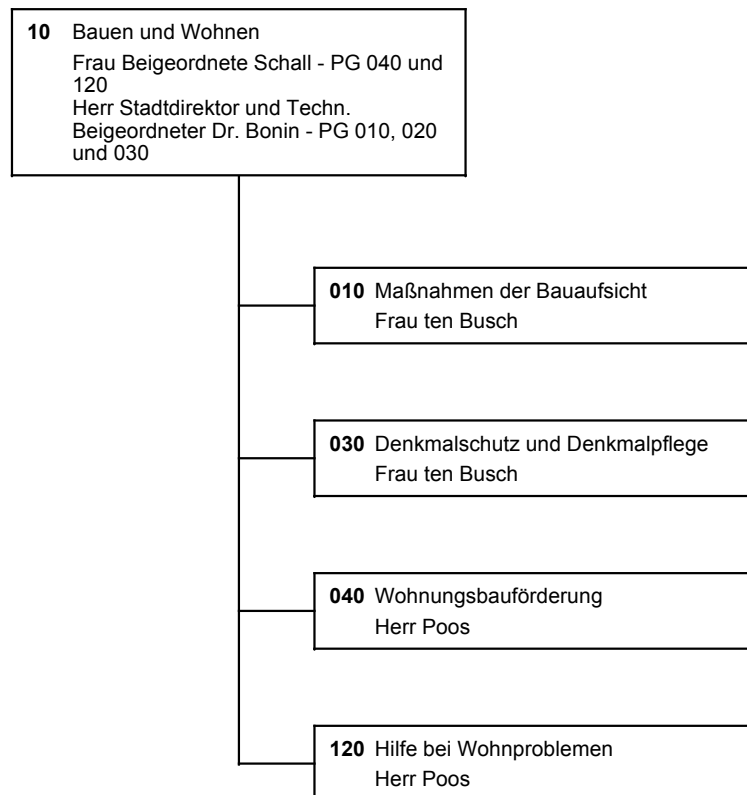 10 Bauen und Wohnen
Frau Beigeordnete Schall - PG 040 und
120
Herr Stadtdirektor und Techn.
Beigeordneter Dr. Bonin - PG 010, 020
und 030
010 Maßnahmen der Bauaufsicht
Frau ten Busch
030 Denkmalschutz und Denkmalpflege
Frau ten Busch
040 Wohnungsbauförderung
Herr Poos
120 Hilfe bei Wohnproblemen
Herr Poos